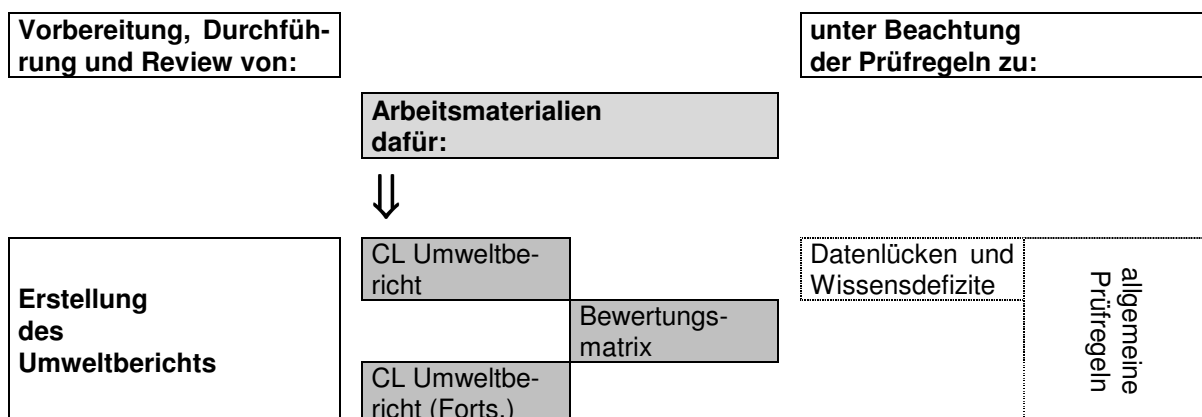 Vorbereitung, Durchfüh-
rung und Review von:
unter Beachtung
der Prüfregeln zu:
Arbeitsmaterialien
dafür:
⇓
Erstellung
des
Umweltberichts
CL Umweltbe-
richt
Bewertungs-
matrix
CL Umweltbe-
richt (Forts.)
Datenlücken und
Wissensdefizite
allgemeine
Prüfregeln